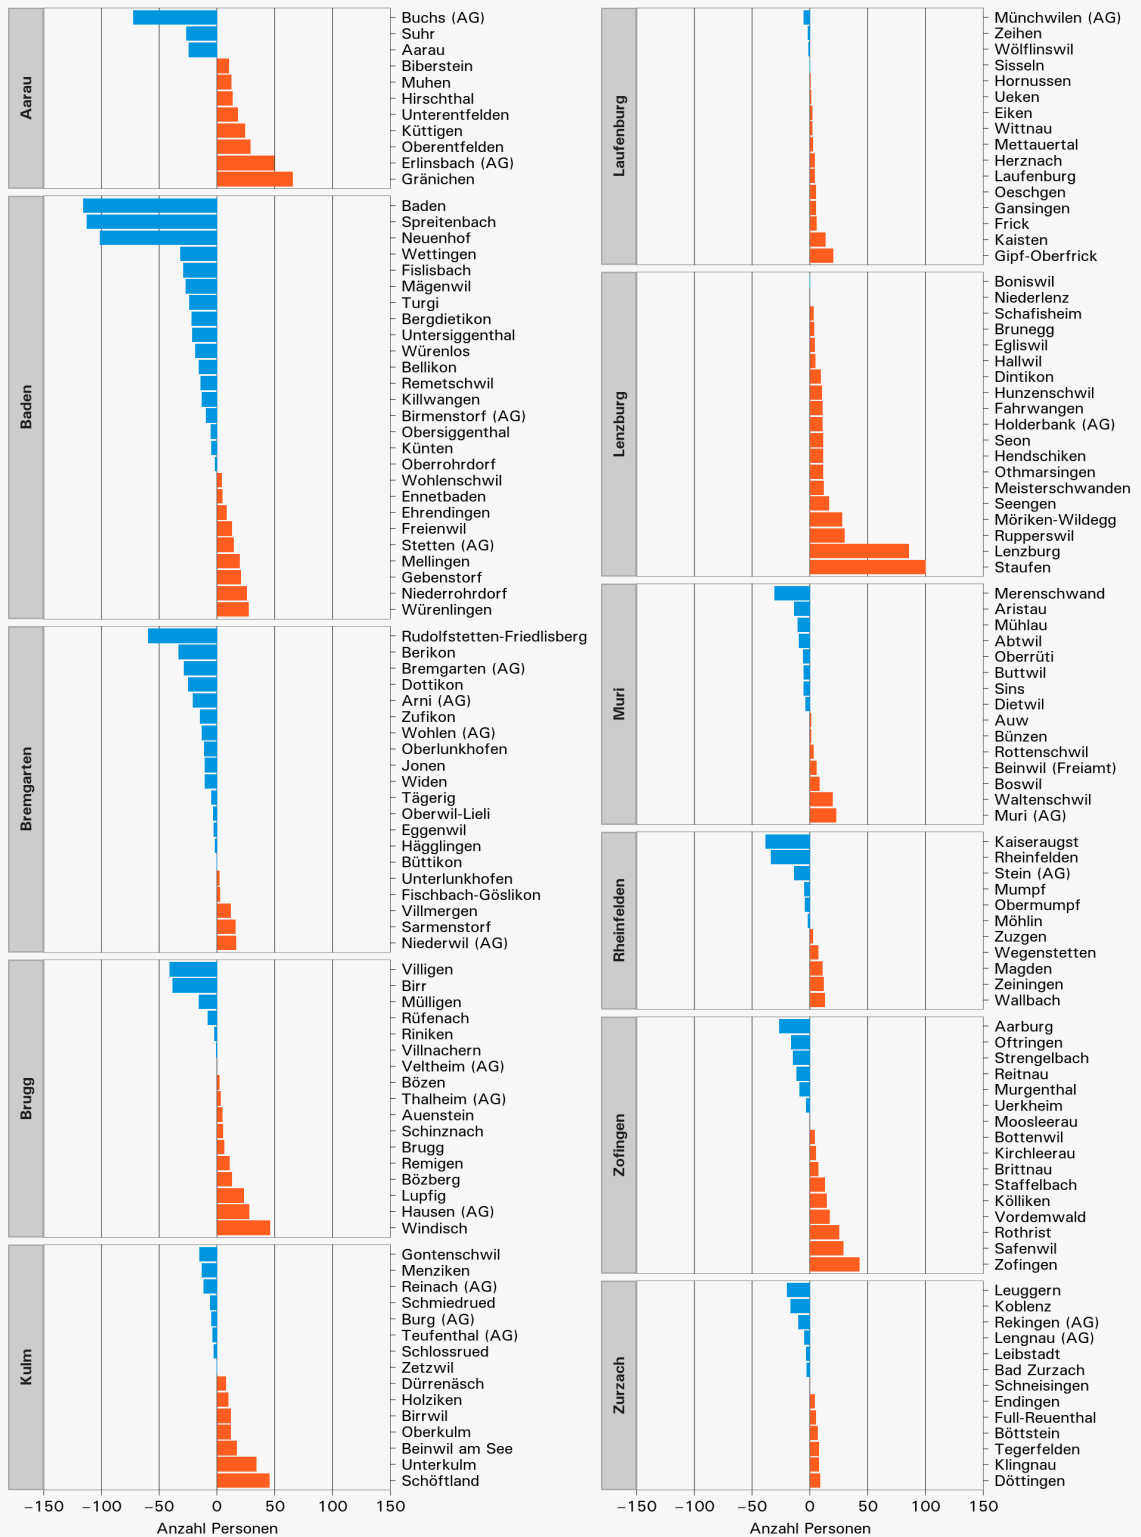 Aarau
Buchs (AG)
Suhr
Aarau
Biberstein
Muhen
Hirschthal
Unterentfelden
Küttigen
Oberentfelden
Erlinsbach (AG)
Gränichen
Baden
Baden
Spreitenbach
Neuenhof
Wettingen
Fislisbach
Mägenwil
Turgi
Bergdietikon
Untersiggenthal
Würenlos
Bellikon
Remetschwil
Killwangen
Birmenstorf (AG)
Obersiggenthal
Künten
Oberrohrdorf
Wohlenschwil
Ennetbaden
Ehrendingen
Freienwil
Stetten (AG)
Mellingen
Gebenstorf
Niederrohrdorf
Würenlingen
Bremgarten
Rudolfstetten-Friedlisberg
Berikon
Bremgarten (AG)
Dottikon
Arni (AG)
Zufikon
Wohlen (AG)
Oberlunkhofen
Jonen
Widen
Tägerig
Oberwil-Lieli
Eggenwil
Hägglingen
Büttikon
Unterlunkhofen
Fischbach-Göslikon
Villmergen
Sarmenstorf
Niederwil (AG)
Brugg
Villigen
Birr
Mülligen
Rüfenach
Riniken
Villnachern
Veltheim (AG)
Bözen
Thalheim (AG)
Auenstein
Schinznach
Brugg
Remigen
Bözberg
Lupfig
Hausen (AG)
Windisch
Kulm
Gontenschwil
Menziken
Reinach (AG)
Schmiedrued
Burg (AG)
Teufenthal (AG)
Schlossrued
Zetzwil
Dürrenäsch
Holziken
Birrwil
Oberkulm
Beinwil am See
Unterkulm
Schöftland
−150 −100 −50 0 50 100 150
Anzahl Personen
Laufenburg
Münchwilen (AG)
Zeihen
Wölflinswil
Sisseln
Hornussen
Ueken
Eiken
Wittnau
Mettauertal
Herznach
Laufenburg
Oeschgen
Gansingen
Frick
Kaisten
Gipf-Oberfrick
Lenzburg
Boniswil
Niederlenz
Schafisheim
Brunegg
Egliswil
Hallwil
Dintikon
Hunzenschwil
Fahrwangen
Holderbank (AG)
Seon
Hendschiken
Othmarsingen
Meisterschwanden
Seengen
Möriken-Wildegg
Rupperswil
Lenzburg
Staufen
Muri
Merenschwand
Aristau
Mühlau
Abtwil
Oberrüti
Buttwil
Sins
Dietwil
Auw
Bünzen
Rottenschwil
Beinwil (Freiamt)
Boswil
Waltenschwil
Muri (AG)
Rheinfelden
Kaiseraugst
Rheinfelden
Stein (AG)
Mumpf
Obermumpf
Möhlin
Zuzgen
Wegenstetten
Magden
Zeiningen
Wallbach
Zofingen
Aarburg
Oftringen
Strengelbach
Reitnau
Murgenthal
Uerkheim
Moosleerau
Bottenwil
Kirchleerau
Brittnau
Staffelbach
Kölliken
Vordemwald
Rothrist
Safenwil
Zofingen
Zurzach
Leuggern
Koblenz
Rekingen (AG)
Lengnau (AG)
Leibstadt
Bad Zurzach
Schneisingen
Endingen
Full-Reuenthal
Böttstein
Tegerfelden
Klingnau
Döttingen
−150 −100 −50 0 50 100 150
Anzahl Personen